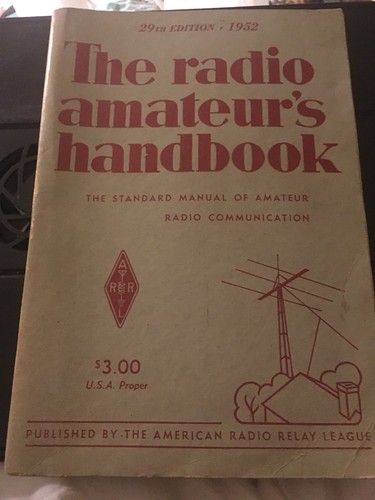 29TH EDITION · 1952
The radio
amateur's
handbook
THE STANDARD MANUAL OF AMATEUR
RADIO COMMUNICATION
A
R R
L
$3.00
U.S.A. Proper
PUBLISHED BY · THE AMERICAN RADIO RELAY LEAGUE